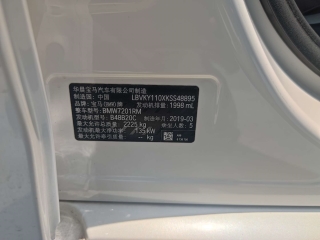 华晨宝马汽车有限公司制造
制造国：中国 LBVKY110XKSS48895
品牌：宝马(BMW)牌 发动机排量：1998 mL
整车型号：BMW7201RM
发动机型号：B48B20C 制造年月：2019-03
最大允许总质量：2225 kg 乘坐人数：5
发动机最大净功率 135 kW
最大允许牵引质量 — kg